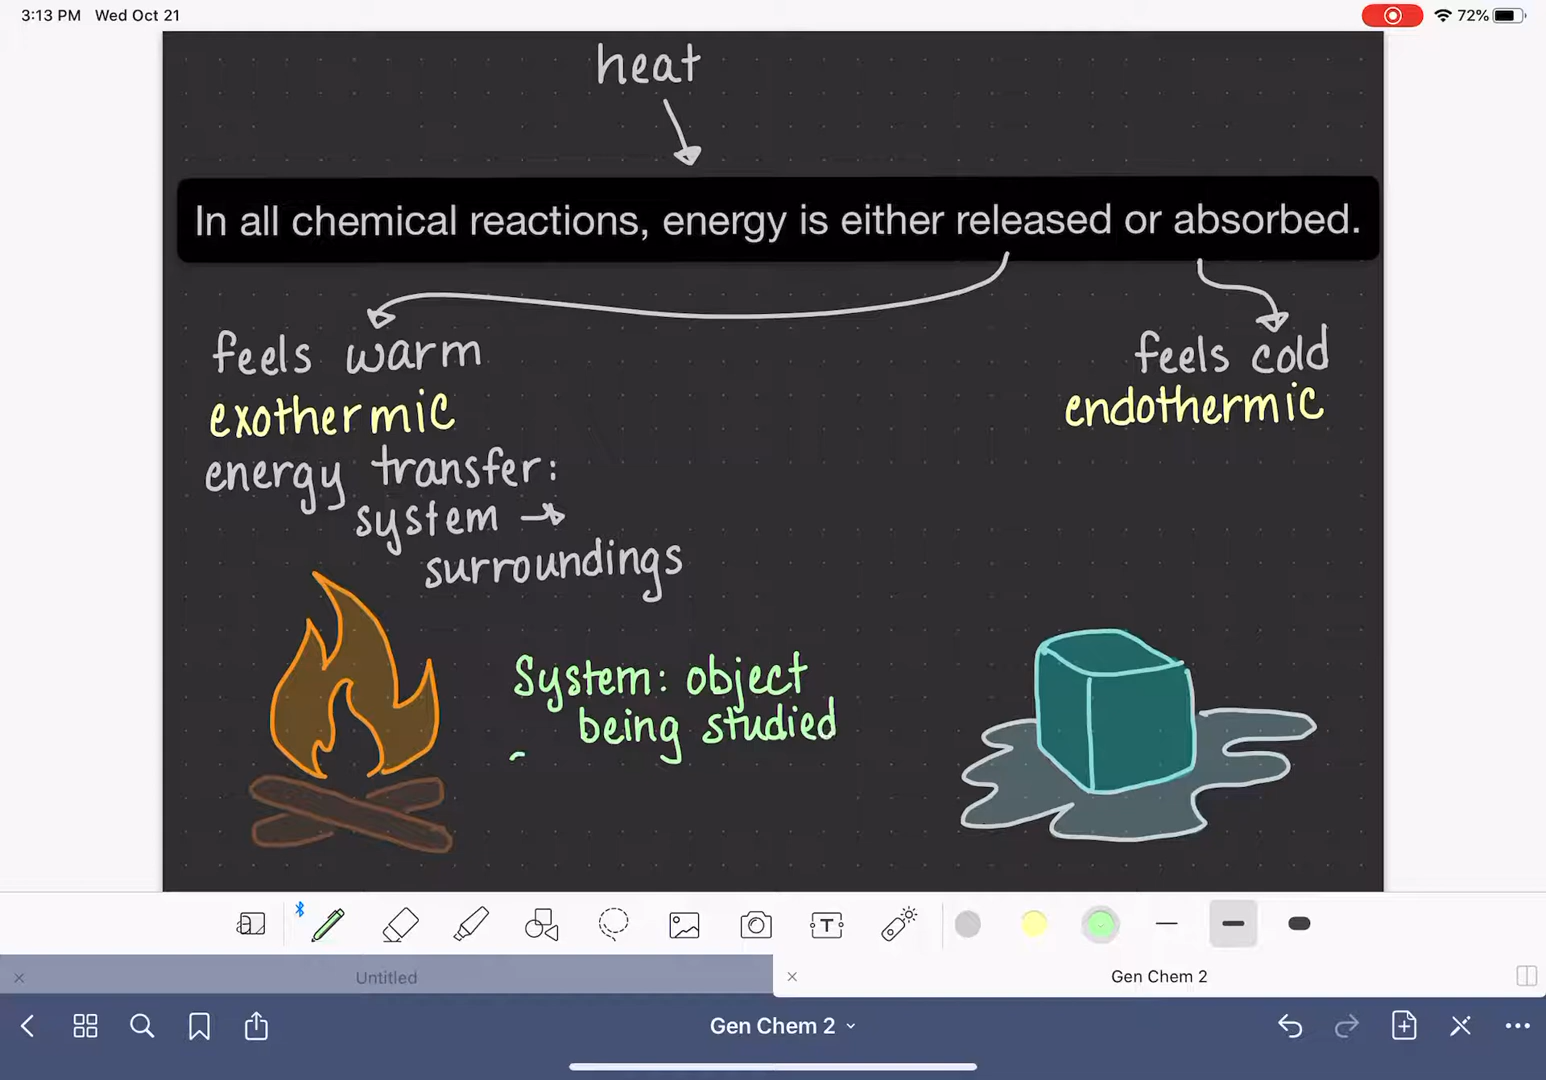 3:13 PM Wed Oct 21
72%
heat
In all chemical reactions, energy is either released or absorbed.
feels warm
exothermic
energy transfer:
system →
surroundings
feels cold
endothermic
System: object
being studied
T
Untitled
Gen Chem 2
Gen Chem 2